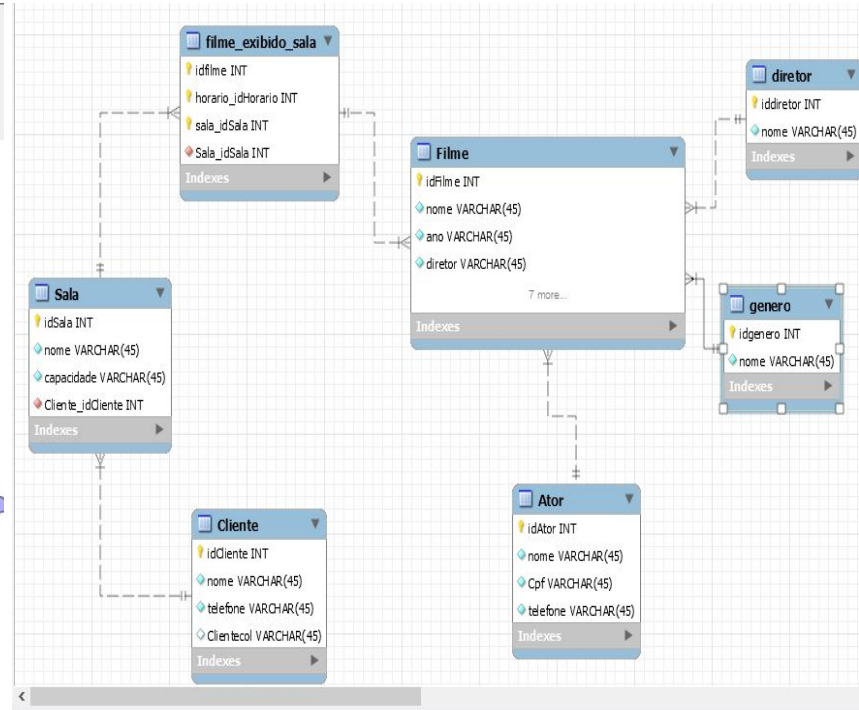 filme_exibido_sala
idfilme INT
horario_idHorario INT
sala_idSala INT
Sala_idSala INT
Indexes
diretor
iddiretor INT
nome VARCHAR(45)
Indexes
Filme
idFilme INT
nome VARCHAR(45)
ano VARCHAR(45)
diretor VARCHAR(45)
7 more...
Indexes
Sala
idSala INT
nome VARCHAR(45)
capacidade VARCHAR(45)
Cliente_idCliente INT
Indexes
genero
idgenero INT
nome VARCHAR(45)
Indexes
Cliente
idCliente INT
nome VARCHAR(45)
telefone VARCHAR(45)
Clientecol VARCHAR(45)
Indexes
Ator
idAtor INT
nome VARCHAR(45)
Cpf VARCHAR(45)
telefone VARCHAR(45)
Indexes